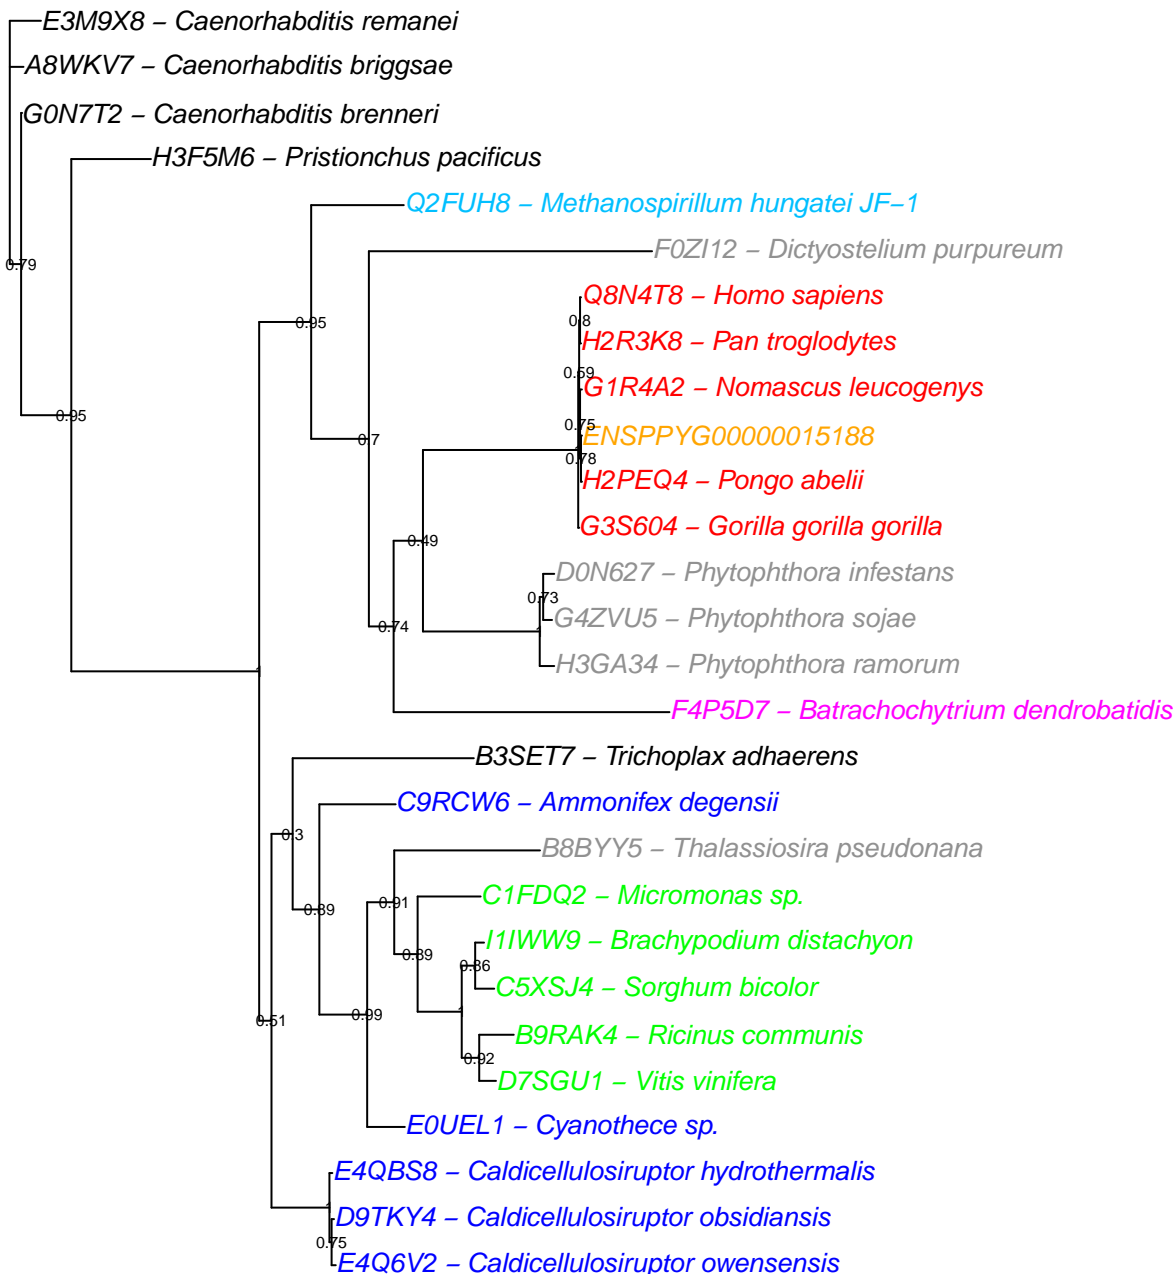 E3M9X8 – Caenorhabditis remanei
A8WKV7 – Caenorhabditis briggsae
G0N7T2 – Caenorhabditis brenneri
H3F5M6 – Pristionchus pacificus
Q2FUH8 – Methanospirillum hungatei JF–1
F0ZI12 – Dictyostelium purpureum
0.79
Q8N4T8 – Homo sapiens
0.8
0.95
H2R3K8 – Pan troglodytes
0.59
G1R4A2 – Nomascus leucogenys
0.95
0.75
ENSPPYG00000015188
0.7
1
0.78
H2PEQ4 – Pongo abelii
G3S604 – Gorilla gorilla gorilla
0.49
D0N627 – Phytophthora infestans
0.73
G4ZVU5 – Phytophthora sojae
0.74
1
H3GA34 – Phytophthora ramorum
1
F4P5D7 – Batrachochytrium dendrobatidis
B3SET7 – Trichoplax adhaerens
C9RCW6 – Ammonifex degensii
0.3
B8BYY5 – Thalassiosira pseudonana
C1FDQ2 – Micromonas sp.
0.91
0.89
I1IWW9 – Brachypodium distachyon
0.89
0.86
C5XSJ4 – Sorghum bicolor
1
0.99
0.51
B9RAK4 – Ricinus communis
0.92
D7SGU1 – Vitis vinifera
E0UEL1 – Cyanothece sp.
E4QBS8 – Caldicellulosiruptor hydrothermalis
1
D9TKY4 – Caldicellulosiruptor obsidiansis
0.75
E4Q6V2 – Caldicellulosiruptor owensensis